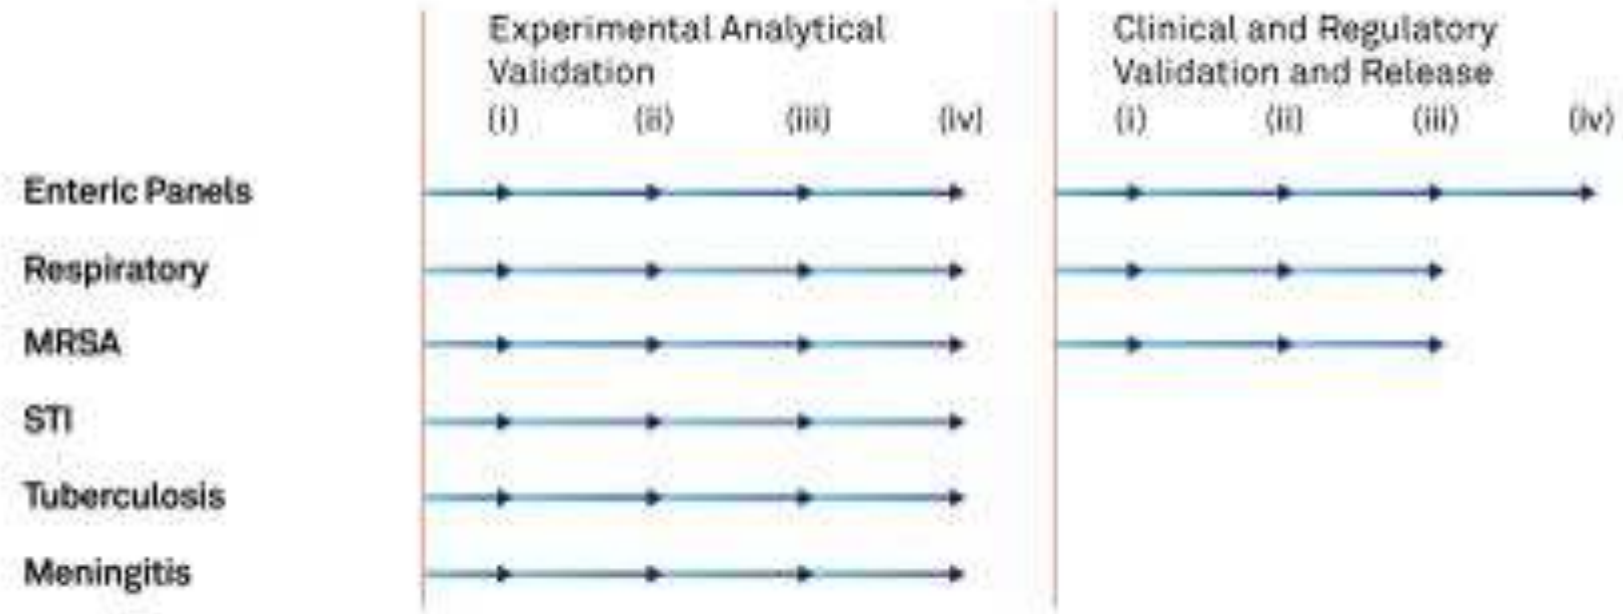 Experimental Analytical
Validation
(i) (ii) (iii) (iv)
Clinical and Regulatory
Validation and Release
(i) (ii) (iii) (iv)
Enteric Panels
Respiratory
MRSA
STI
Tuberculosis
Meningitis